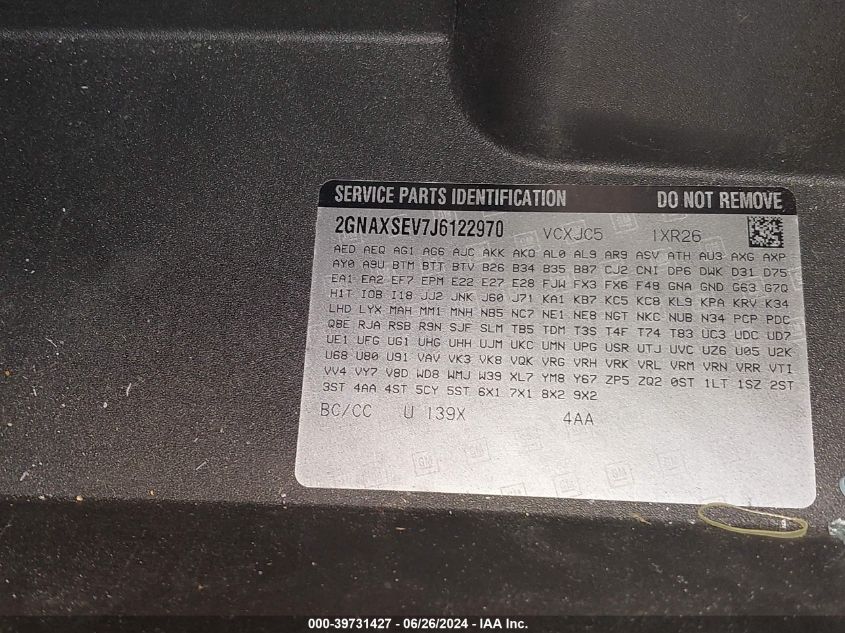 SERVICE PARTS IDENTIFICATION DO NOT REMOVE
2GNAXSEV7J6122970 VCXJC5 1XR26
AED AEQ AG1 AG6 AJC AKK AKO AL0 AL9 AR9 ASV ATH AU3 AXG AXP
AY0 A9U BTM BTT BTV B26 B34 B35 B87 CJ2 CNI DP6 DWK D31 D75
EA1 EA2 EF7 EPM E22 E27 E28 FJW FX3 FX6 F48 GNA GND G63 G7Q
H1T IOB I18 JJ2 JNK J60 J71 KA1 KB7 KC5 KC8 KL9 KPA KRV K34
LHD LYX MAH MM1 MNH N85 NC7 NE1 NE8 NGT NKC NUB N34 PCP PDC
Q8E RJA RSB R9N SJF SLM TB5 TDM T3S T4F T74 T83 UC3 UDC UD7
UE1 UFG UG1 UHG UHH UJM UKC UMN UPG USR UTJ UVC UZ6 U05 U2K
U68 U80 U91 VAV VK3 VK8 VQK VRG VRH VRK VRL VRM VRN VRR VTI
VV4 VY7 V8D WD8 WMJ W39 XL7 YM8 Y67 ZP5 ZQ2 0ST 1LT 1SZ 2ST
3ST 4AA 4ST 5CY 5ST 6X1 7X1 8X2 9X2
BC/CC U 139X 4AA
GM GM GM
000-39731427 - 06/26/2024 - IAA Inc.